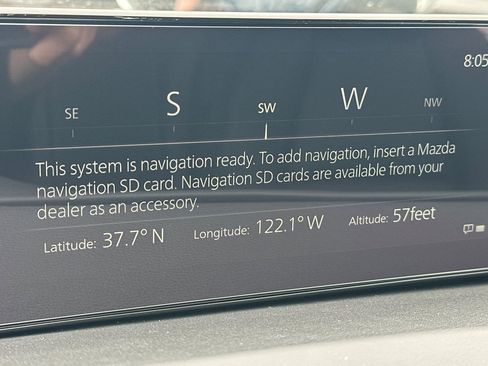 8:05
SE S SW W NW
This system is navigation ready. To add navigation, insert a Mazda
navigation SD card. Navigation SD cards are available from your
dealer as an accessory.
Latitude: 37.7° N Longitude: 122.1° W Altitude: 57feet